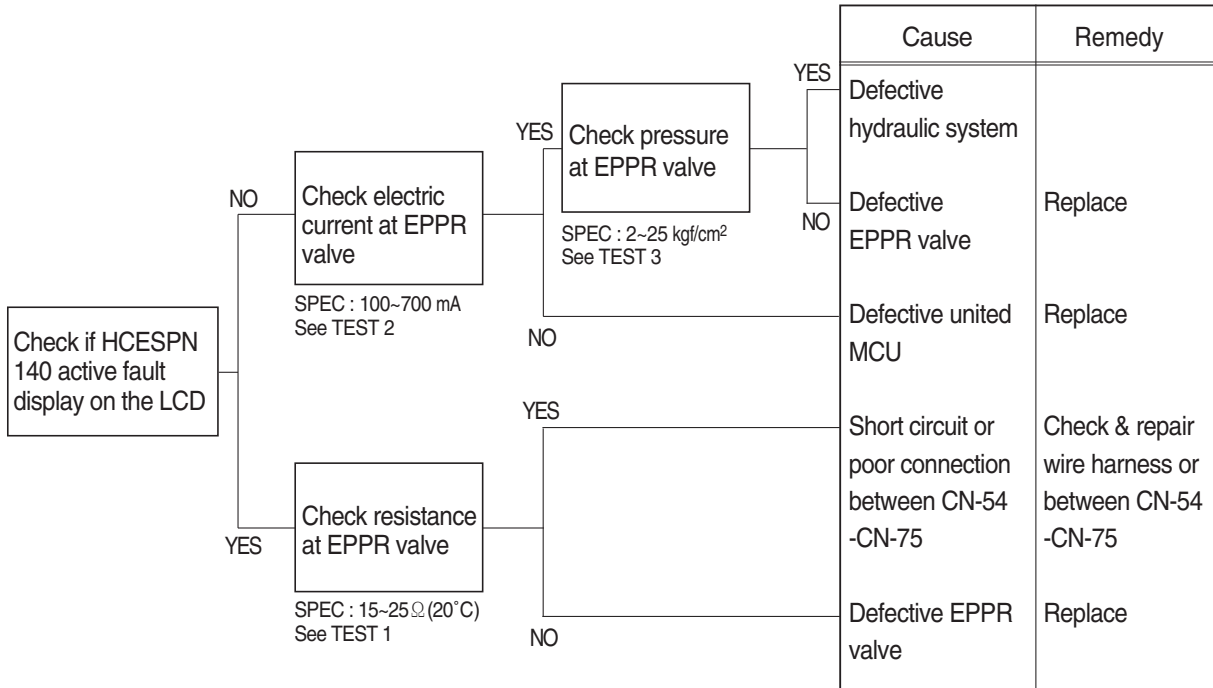 Cause
Remedy
YES
Defective
hydraulic system
YES
Check pressure
at EPPR valve
NO
Check electric
current at EPPR
valve
NO
Defective
EPPR valve
Replace
SPEC : 2~25 kgf/cm²
See TEST 3
SPEC : 100~700 mA
See TEST 2
NO
Defective united
MCU
Replace
Check if HCESPN
140 active fault
display on the LCD
YES
Short circuit or
poor connection
between CN-54
-CN-75
Check & repair
wire harness or
between CN-54
-CN-75
YES
Check resistance
at EPPR valve
SPEC : 15~25Ω(20°C)
See TEST 1
NO
Defective EPPR
valve
Replace